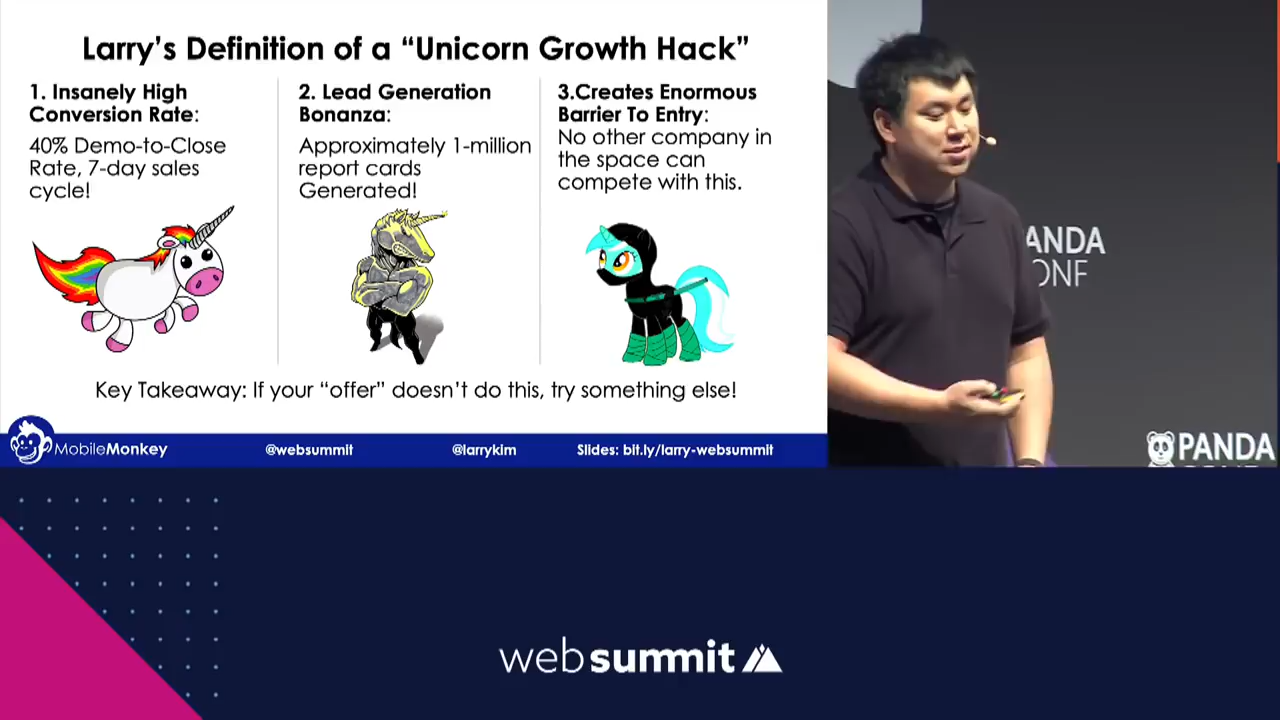 Larry’s Definition of a “Unicorn Growth Hack”
1. Insanely High
Conversion Rate:
40% Demo-to-Close
Rate, 7-day sales
cycle!
2. Lead Generation
Bonanza:
Approximately 1-million
report cards
Generated!
3.Creates Enormous
Barrier To Entry:
No other company in
the space can
compete with this.
Key Takeaway: If your “offer” doesn’t do this, try something else!
MobileMonkey
@websummit
@larrykim
Slides: bit.ly/larry-websummit
PANDA
web summit